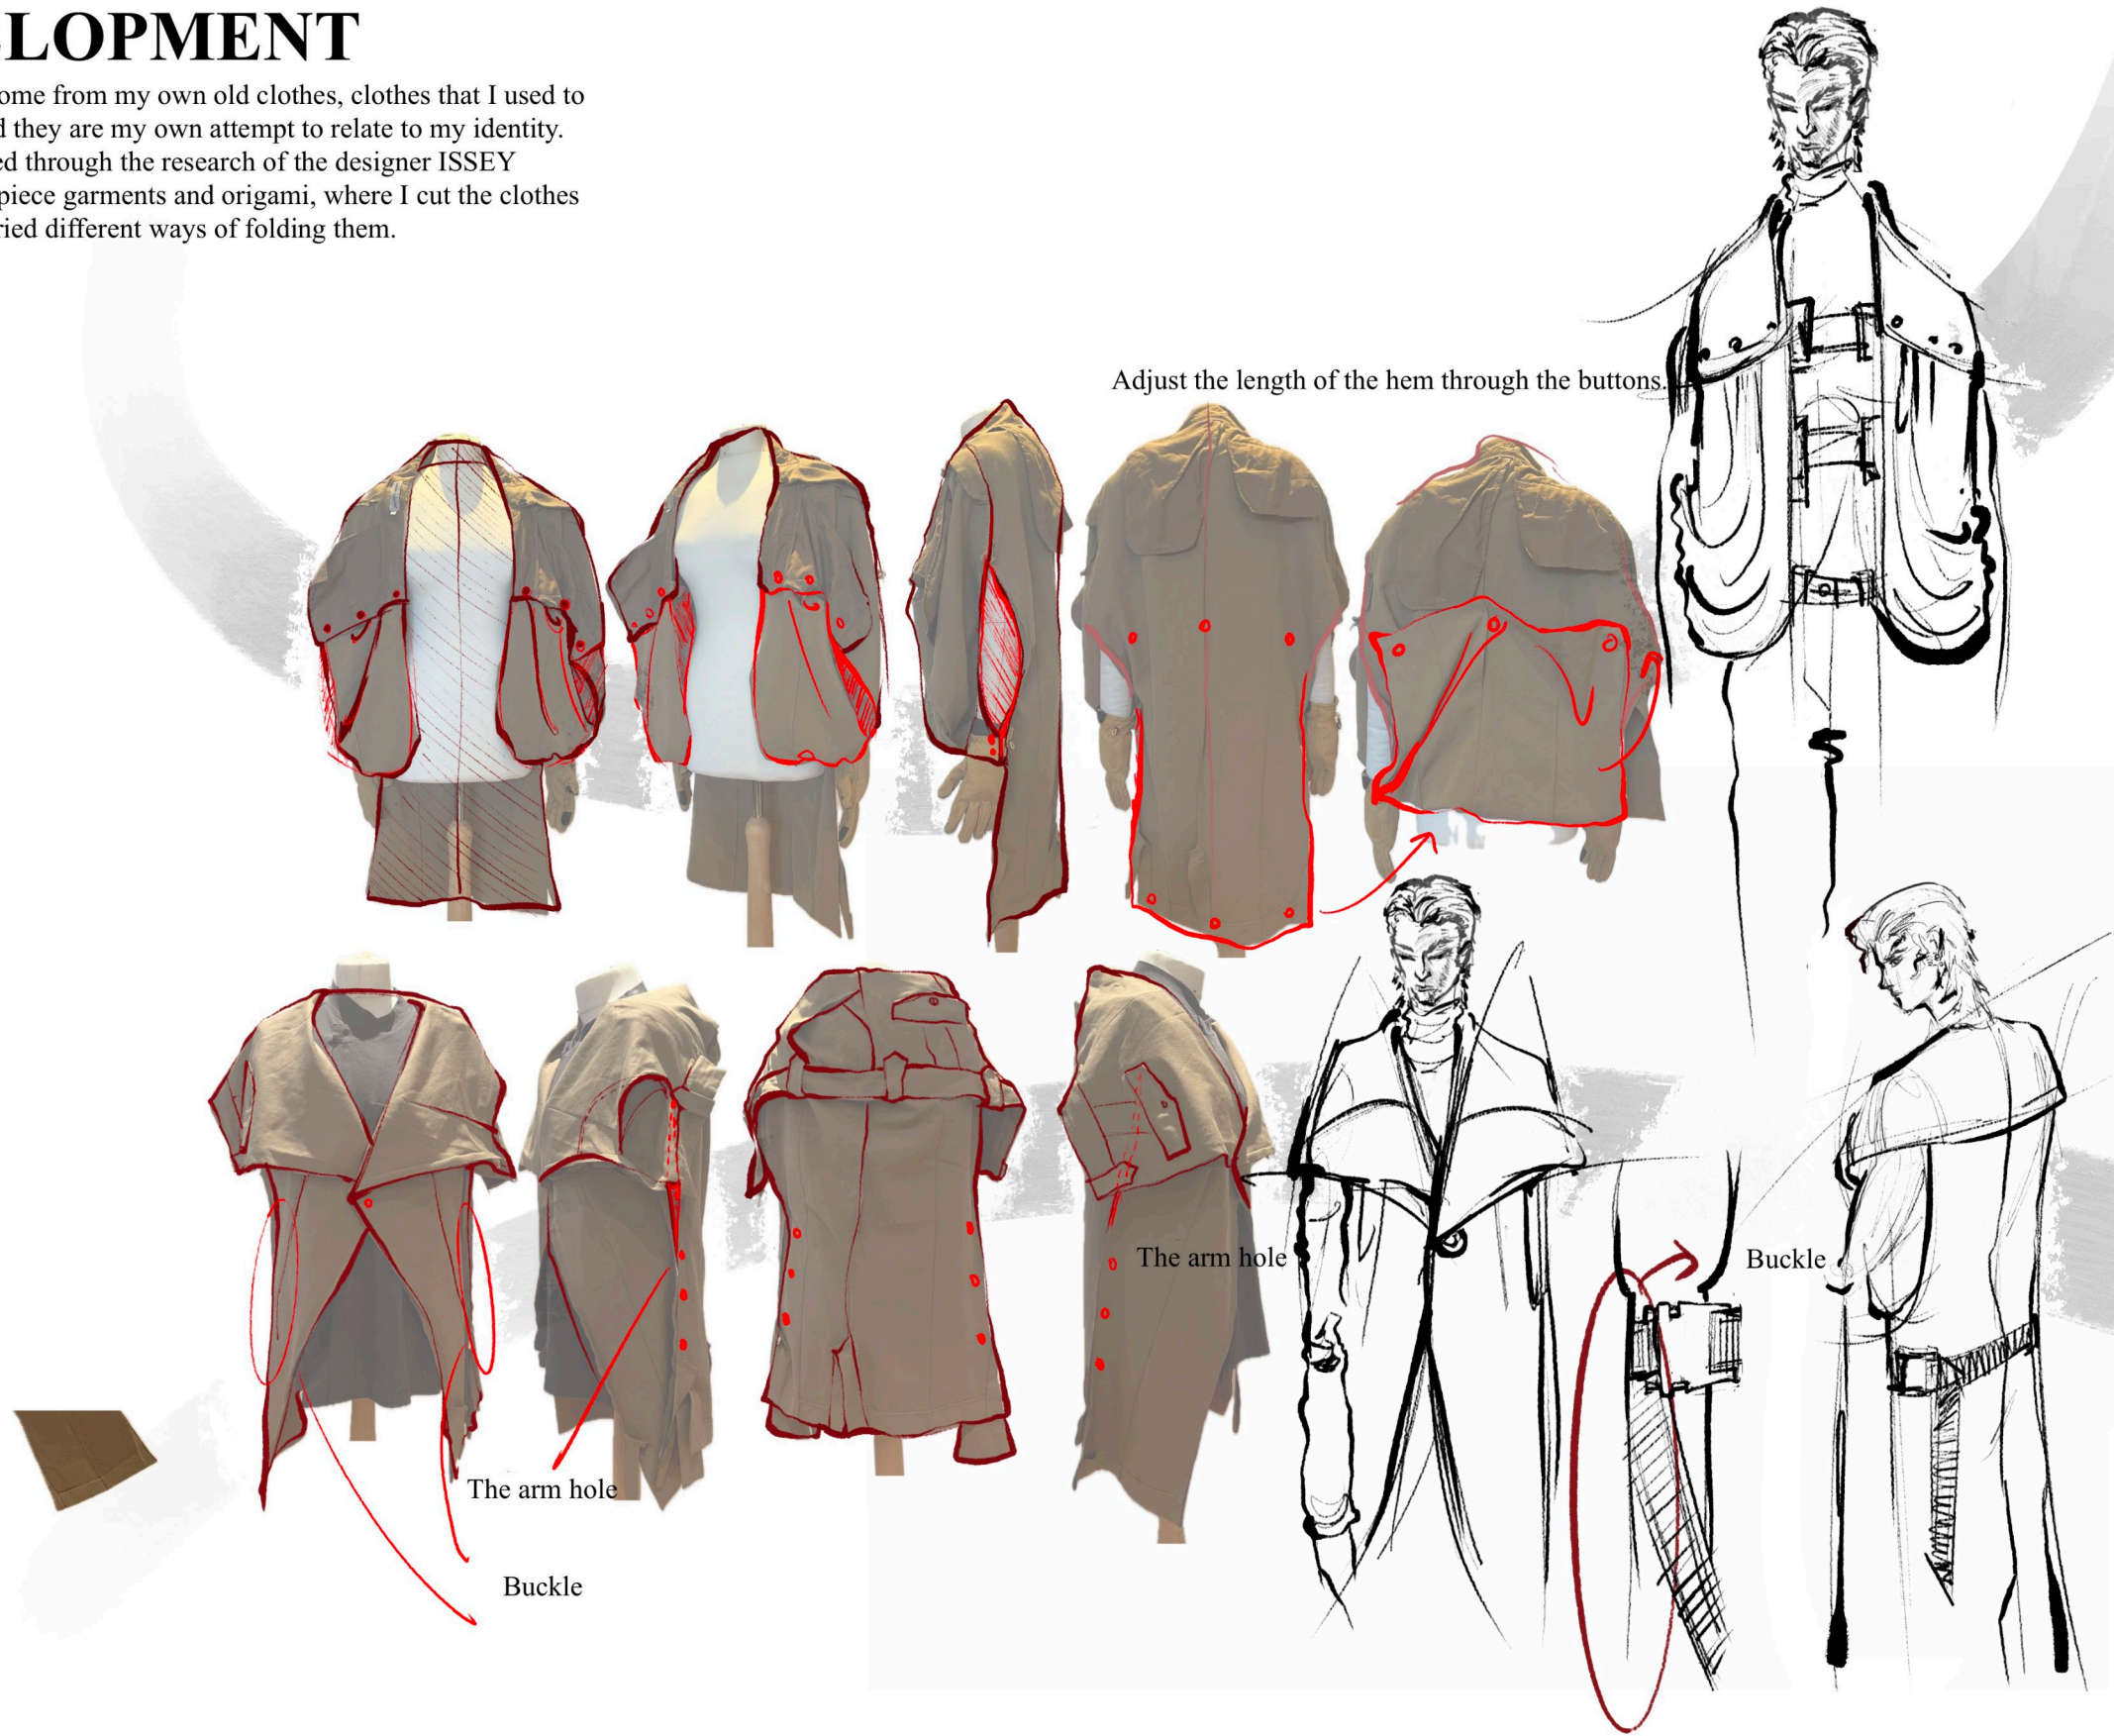 ELOPMENT
ome from my own old clothes, clothes that I used to
d they are my own attempt to relate to my identity.
ed through the research of the designer ISSEY
piece garments and origami, where I cut the clothes
ried different ways of folding them.
Adjust the length of the hem through the buttons.
The arm hole
Buckle
The arm hole
Buckle